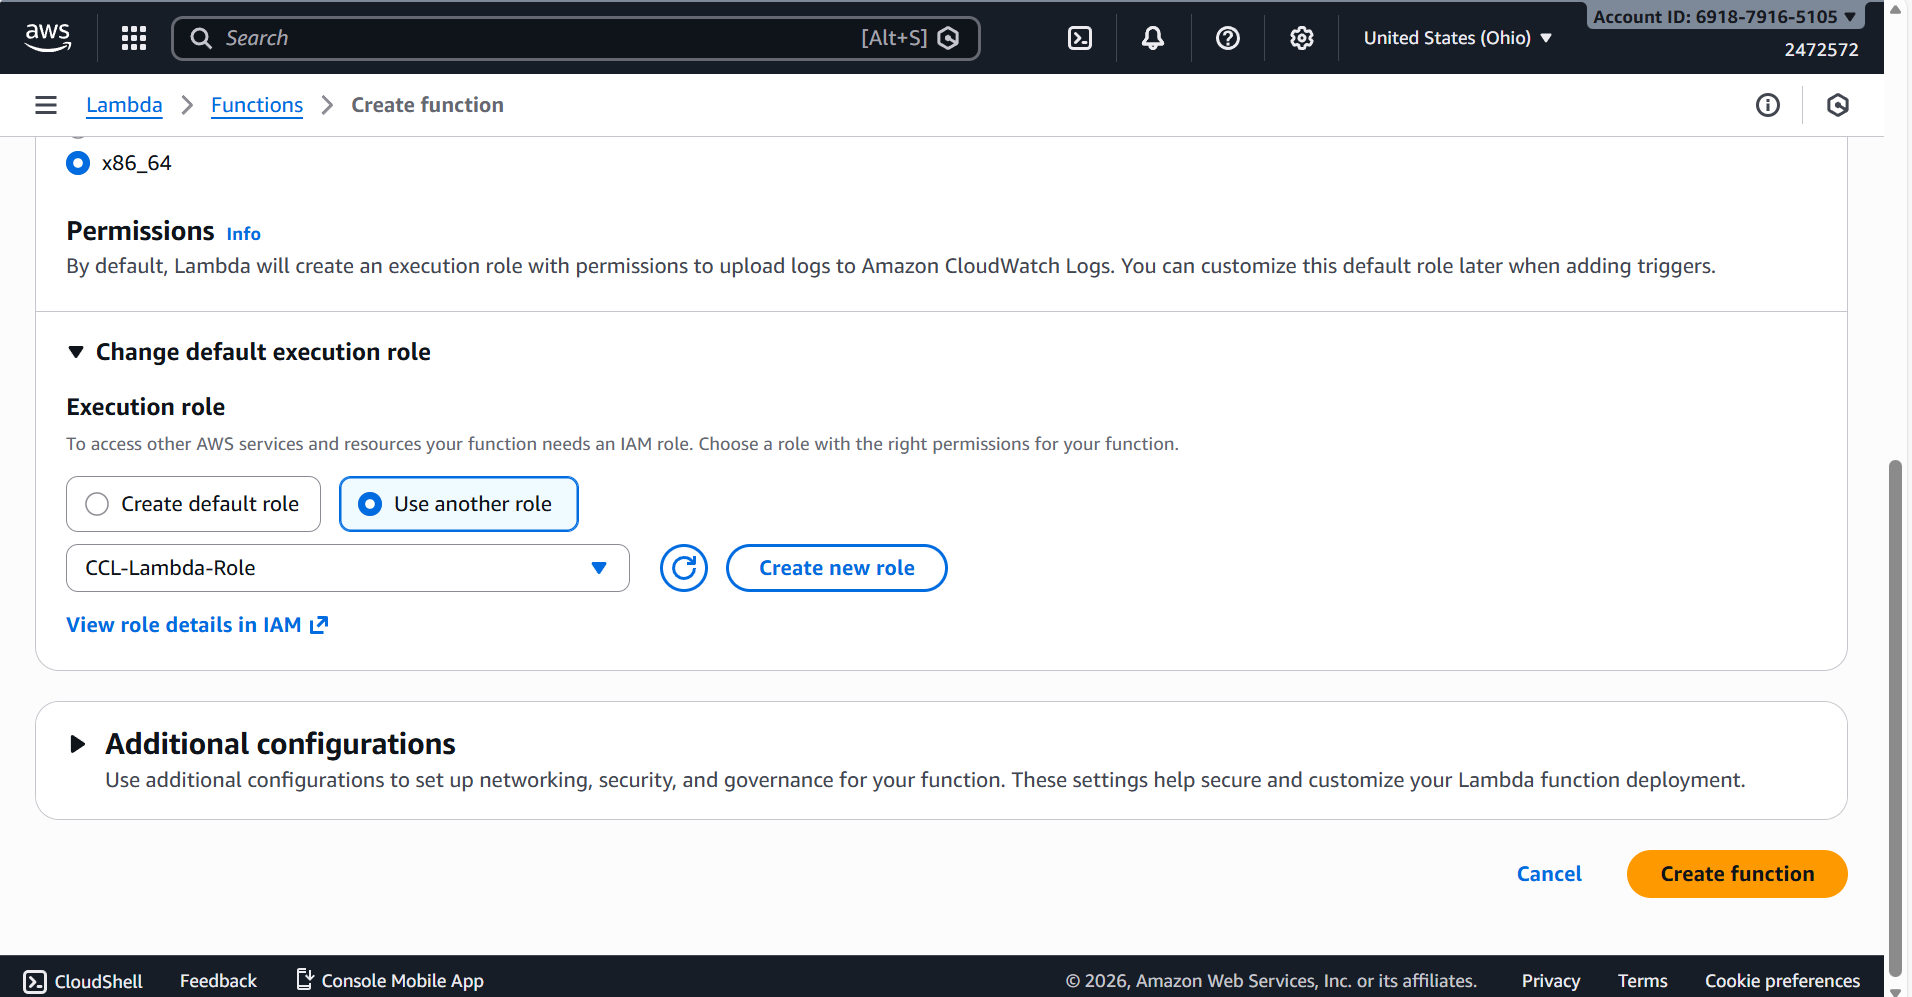 aws
Search
[Alt+S]
United States (Ohio)
Account ID: 6918-7916-5105
2472572
Lambda
Functions
Create function
x86_64
Permissions Info
By default, Lambda will create an execution role with permissions to upload logs to Amazon CloudWatch Logs. You can customize this default role later when adding triggers.
Change default execution role
Execution role
To access other AWS services and resources your function needs an IAM role. Choose a role with the right permissions for your function.
Create default role
Use another role
CCL-Lambda-Role
Create new role
View role details in IAM
Additional configurations
Use additional configurations to set up networking, security, and governance for your function. These settings help secure and customize your Lambda function deployment.
Cancel
Create function
CloudShell
Feedback
Console Mobile App
© 2026, Amazon Web Services, Inc. or its affiliates.
Privacy
Terms
Cookie preferences